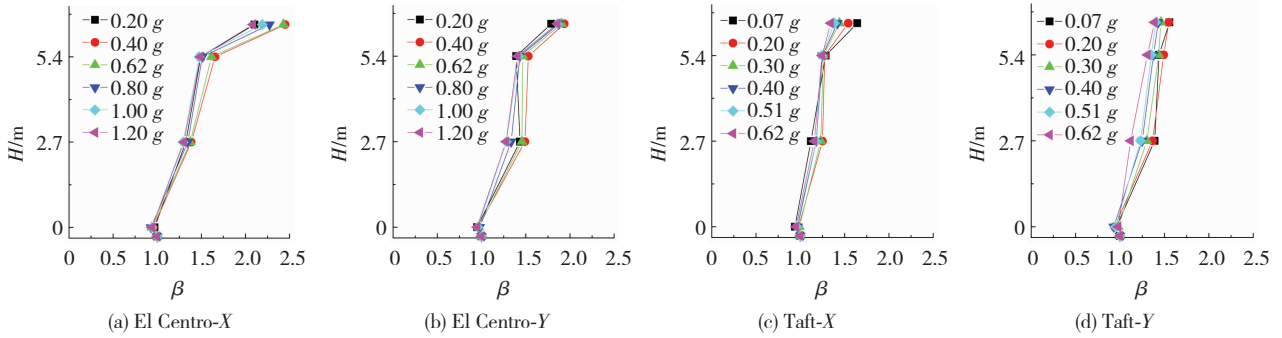 H/m
5.4
2.7
0
0.20 g
0.40 g
0.62 g
0.80 g
1.00 g
1.20 g
0 0.5 1.0 1.5 2.0 2.5
β
(a) El Centro-X
H/m
5.4
2.7
0
0.20 g
0.40 g
0.62 g
0.80 g
1.00 g
1.20 g
0 0.5 1.0 1.5 2.0 2.5
β
(b) El Centro-Y
H/m
5.4
2.7
0
0.07 g
0.20 g
0.30 g
0.40 g
0.51 g
0.62 g
0 0.5 1.0 1.5 2.0 2.5
β
(c) Taft-X
H/m
5.4
2.7
0
0.07 g
0.20 g
0.30 g
0.40 g
0.51 g
0.62 g
0 0.5 1.0 1.5 2.0 2.5
β
(d) Taft-Y